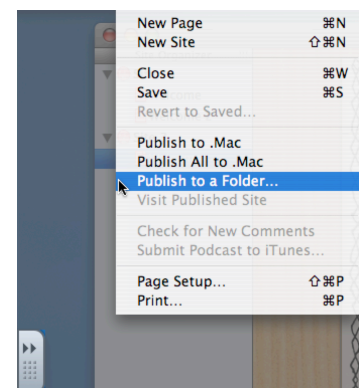 New Page ⌘N
New Site ⇧⌘N
Close ⌘W
Save ⌘S
Revert to Saved...
Publish to .Mac
Publish All to .Mac
Publish to a Folder...
Visit Published Site
Check for New Comments
Submit Podcast to iTunes...
Page Setup... ⇧⌘P
Print... ⌘P